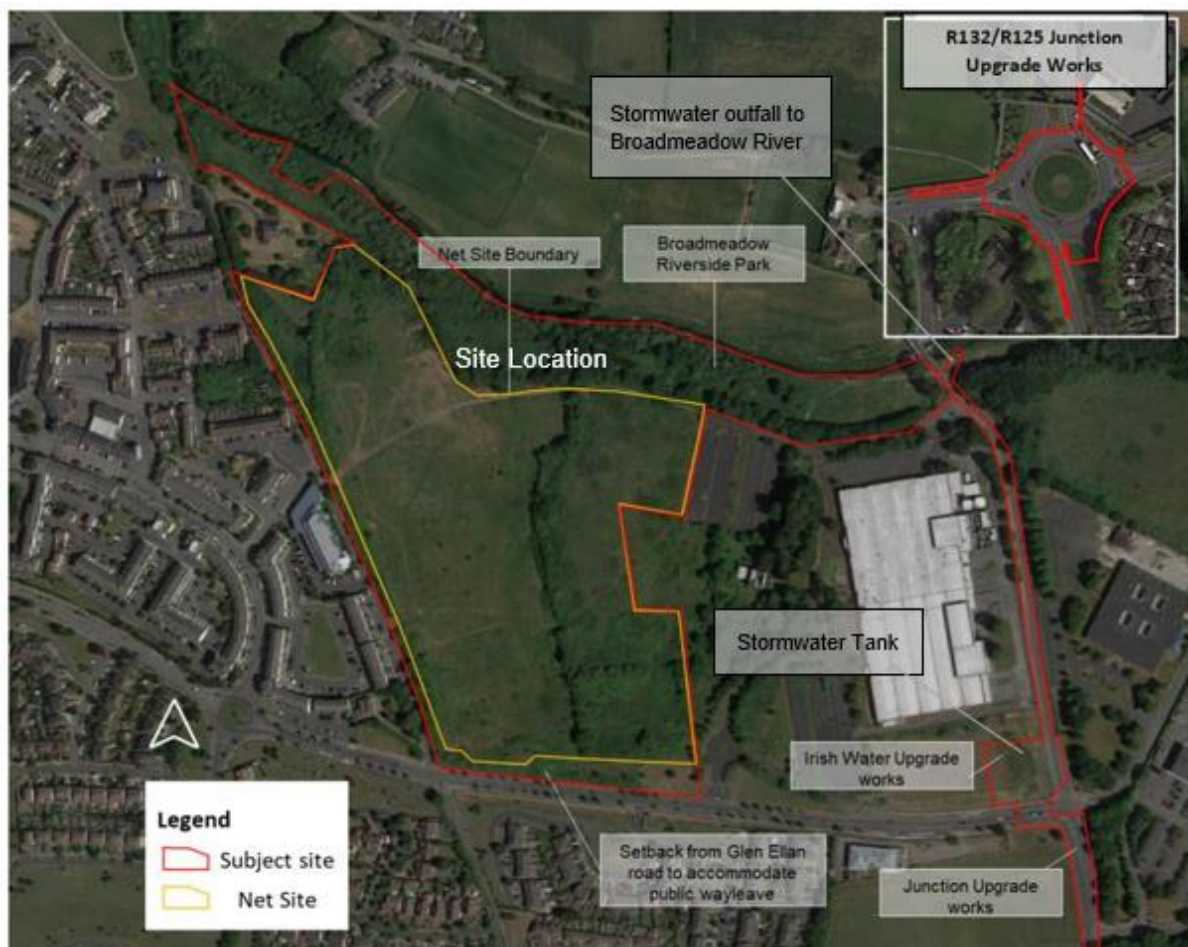 R132/R125 Junction
Upgrade Works
Stormwater outfall to
Broadmeadow River
Net Site Boundary
Broadmeadow
Riverside Park
Site Location
Stormwater Tank
Irish Water Upgrade
works
Legend
Subject site
Net Site
Setback from Glen Ellan
road to accommodate
public wayleave
Junction Upgrade
works